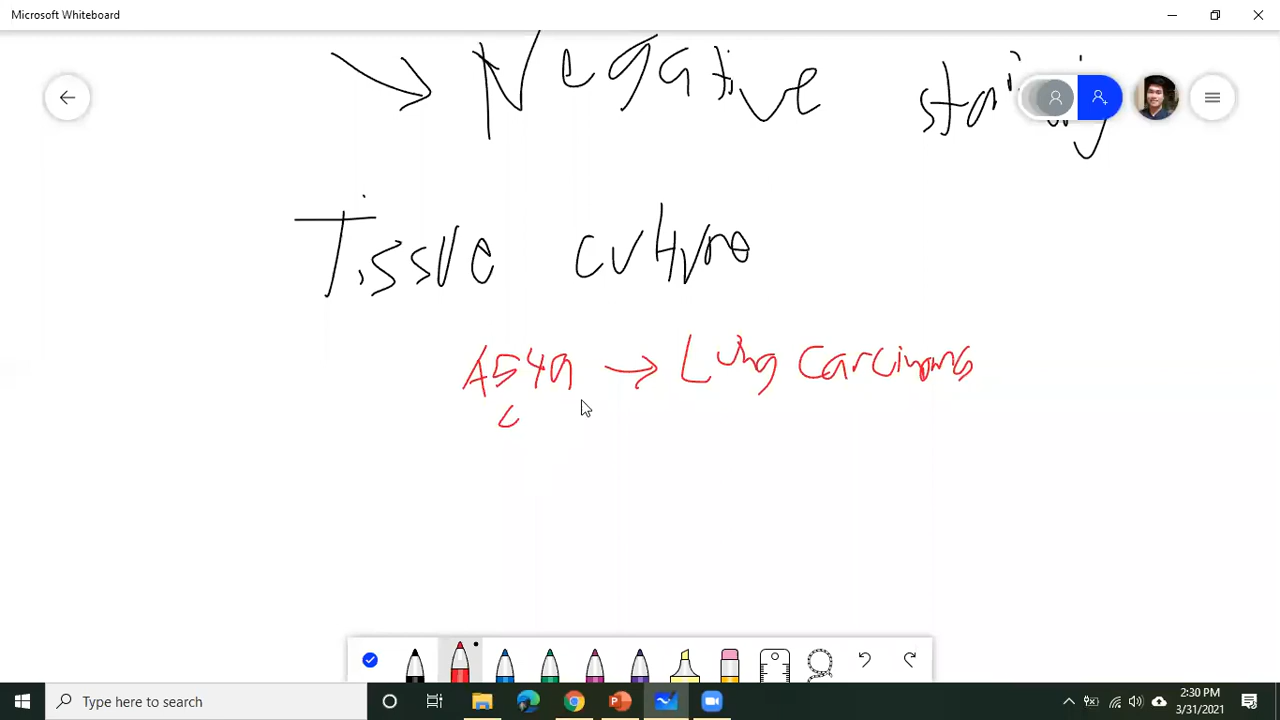 Microsoft Whiteboard
→ Negative staining
Tissue culture
A549 → Lung Carcinoma
C
Type here to search
2:30 PM
3/31/2021